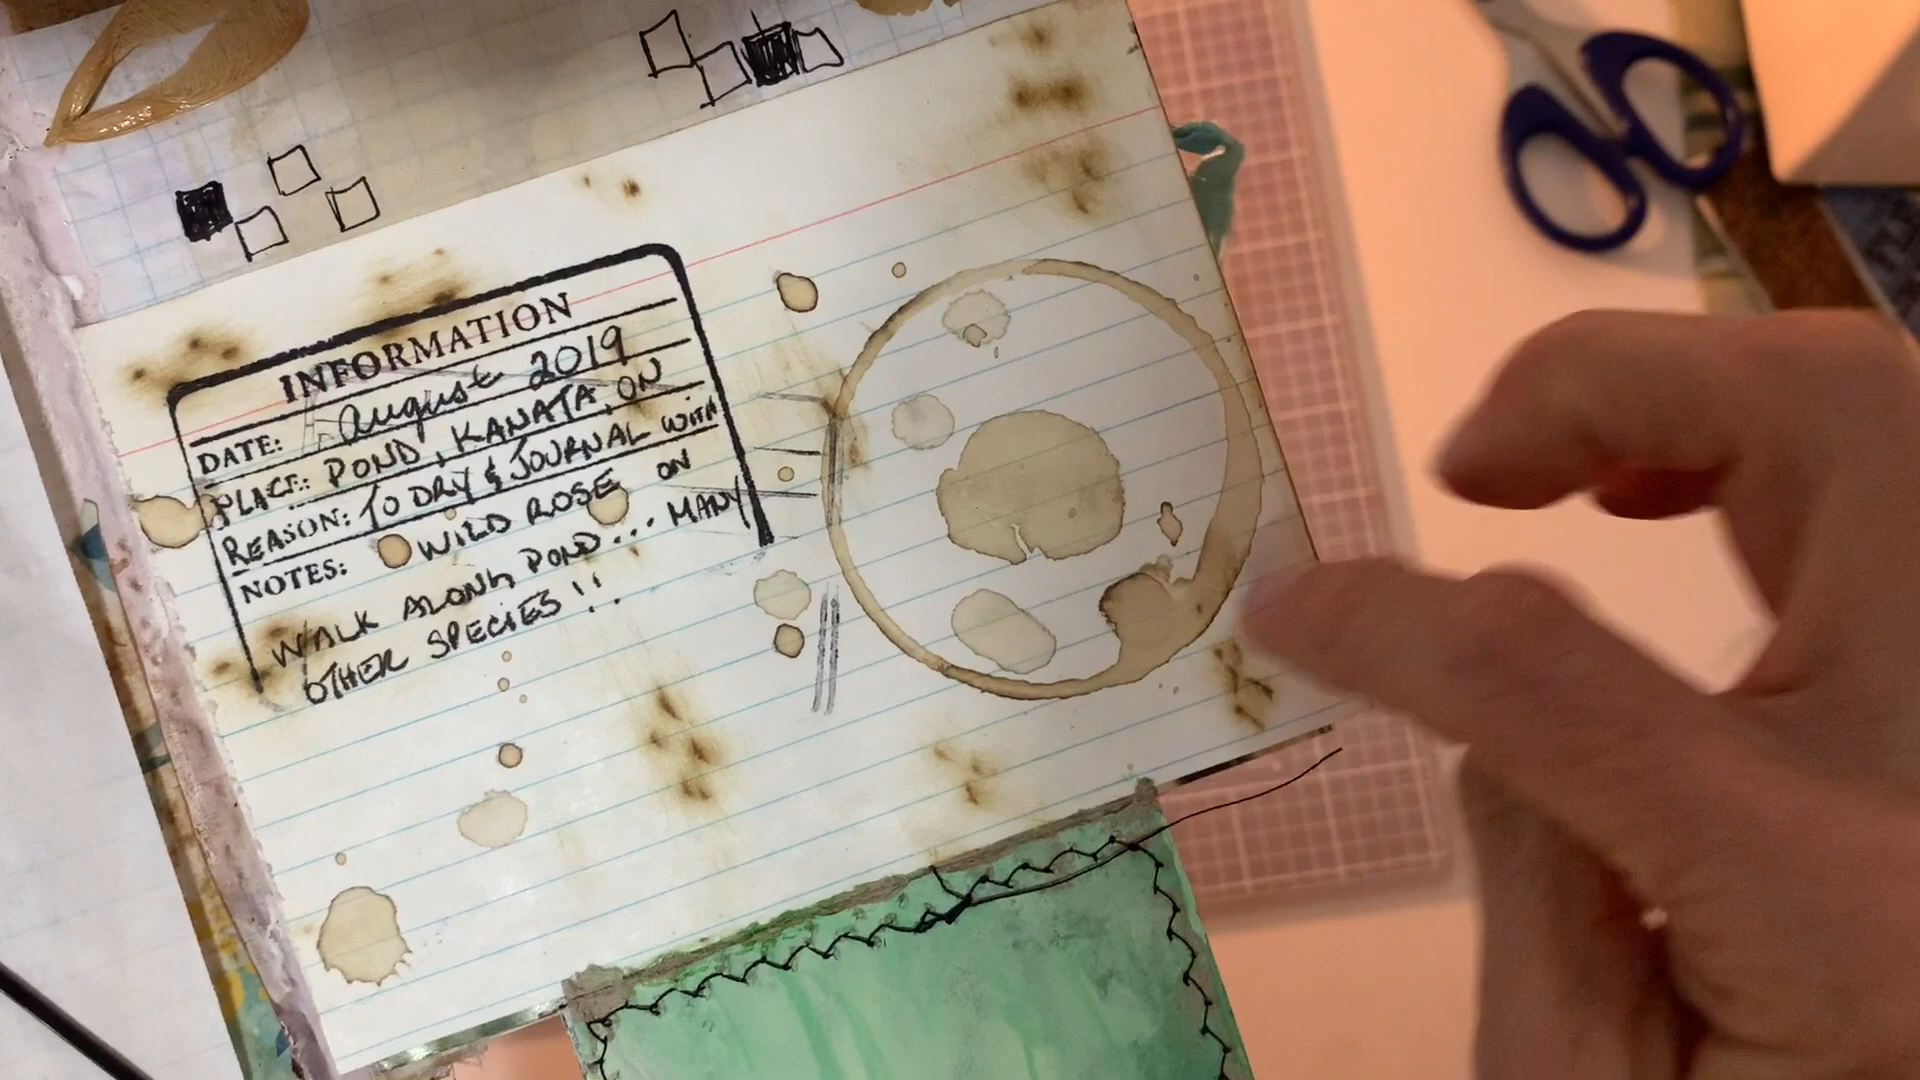 INFORMATION
DATE: august 2019
PLACE: POND, KANATA, ON
REASON: TO DRY & JOURNAL WITH
NOTES: WILD ROSE ON
WALK ALONG POND... MANY
OTHER SPECIES!!